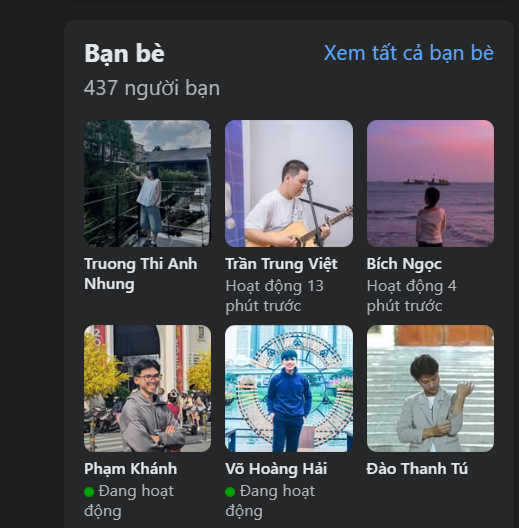 Bạn bè
Xem tất cả bạn bè
437 người bạn
Truong Thi Anh
Nhung
Trần Trung Việt
Hoạt động 13
phút trước
Bích Ngọc
Hoạt động 4
phút trước
Phạm Khánh
Đang hoạt
động
Võ Hoàng Hải
Đang hoạt
động
Đào Thanh Tú